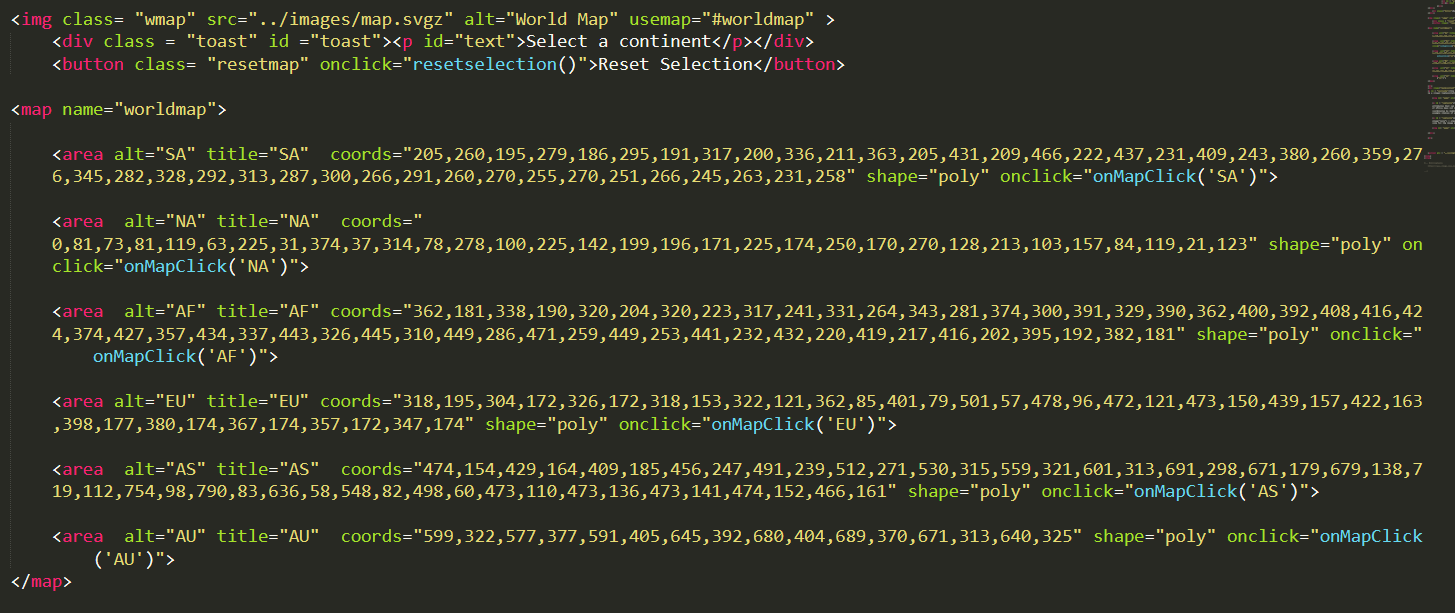 <img class= "wmap" src="../images/map.svgz" alt="World Map" usemap="#worldmap" >
<div class = "toast" id ="toast"><p id="text">Select a continent</p></div>
<button class= "resetmap" onclick="resetselection()">Reset Selection</button>
<map name="worldmap">
<area alt="SA" title="SA"  coords="205,260,195,279,186,295,191,317,200,336,211,363,205,431,209,466,222,437,231,409,243,380,260,359,27
6,345,282,328,292,313,287,300,266,291,260,270,255,270,251,266,245,263,231,258" shape="poly" onclick="onMapClick('SA')">
<area  alt="NA" title="NA"  coords="
0,81,73,81,119,63,225,31,374,37,314,78,278,100,225,142,199,196,171,225,174,250,170,270,128,213,103,157,84,119,21,123" shape="poly" on
click="onMapClick('NA')">
<area  alt="AF" title="AF" coords="362,181,338,190,320,204,320,223,317,241,331,264,343,281,374,300,391,329,390,362,400,392,408,416,42
4,374,427,357,434,337,443,326,445,310,449,286,471,259,449,253,441,232,432,220,419,217,416,202,395,192,382,181" shape="poly" onclick="
onMapClick('AF')">
<area alt="EU" title="EU" coords="318,195,304,172,326,172,318,153,322,121,362,85,401,79,501,57,478,96,472,121,473,150,439,157,422,163
,398,177,380,174,367,174,357,172,347,174" shape="poly" onclick="onMapClick('EU')">
<area  alt="AS" title="AS"  coords="474,154,429,164,409,185,456,247,491,239,512,271,530,315,559,321,601,313,691,298,671,179,679,138,7
19,112,754,98,790,83,636,58,548,82,498,60,473,110,473,136,473,141,474,152,466,161" shape="poly" onclick="onMapClick('AS')">
<area  alt="AU" title="AU"  coords="599,322,577,377,591,405,645,392,680,404,689,370,671,313,640,325" shape="poly" onclick="onMapClick
('AU')">
</map>